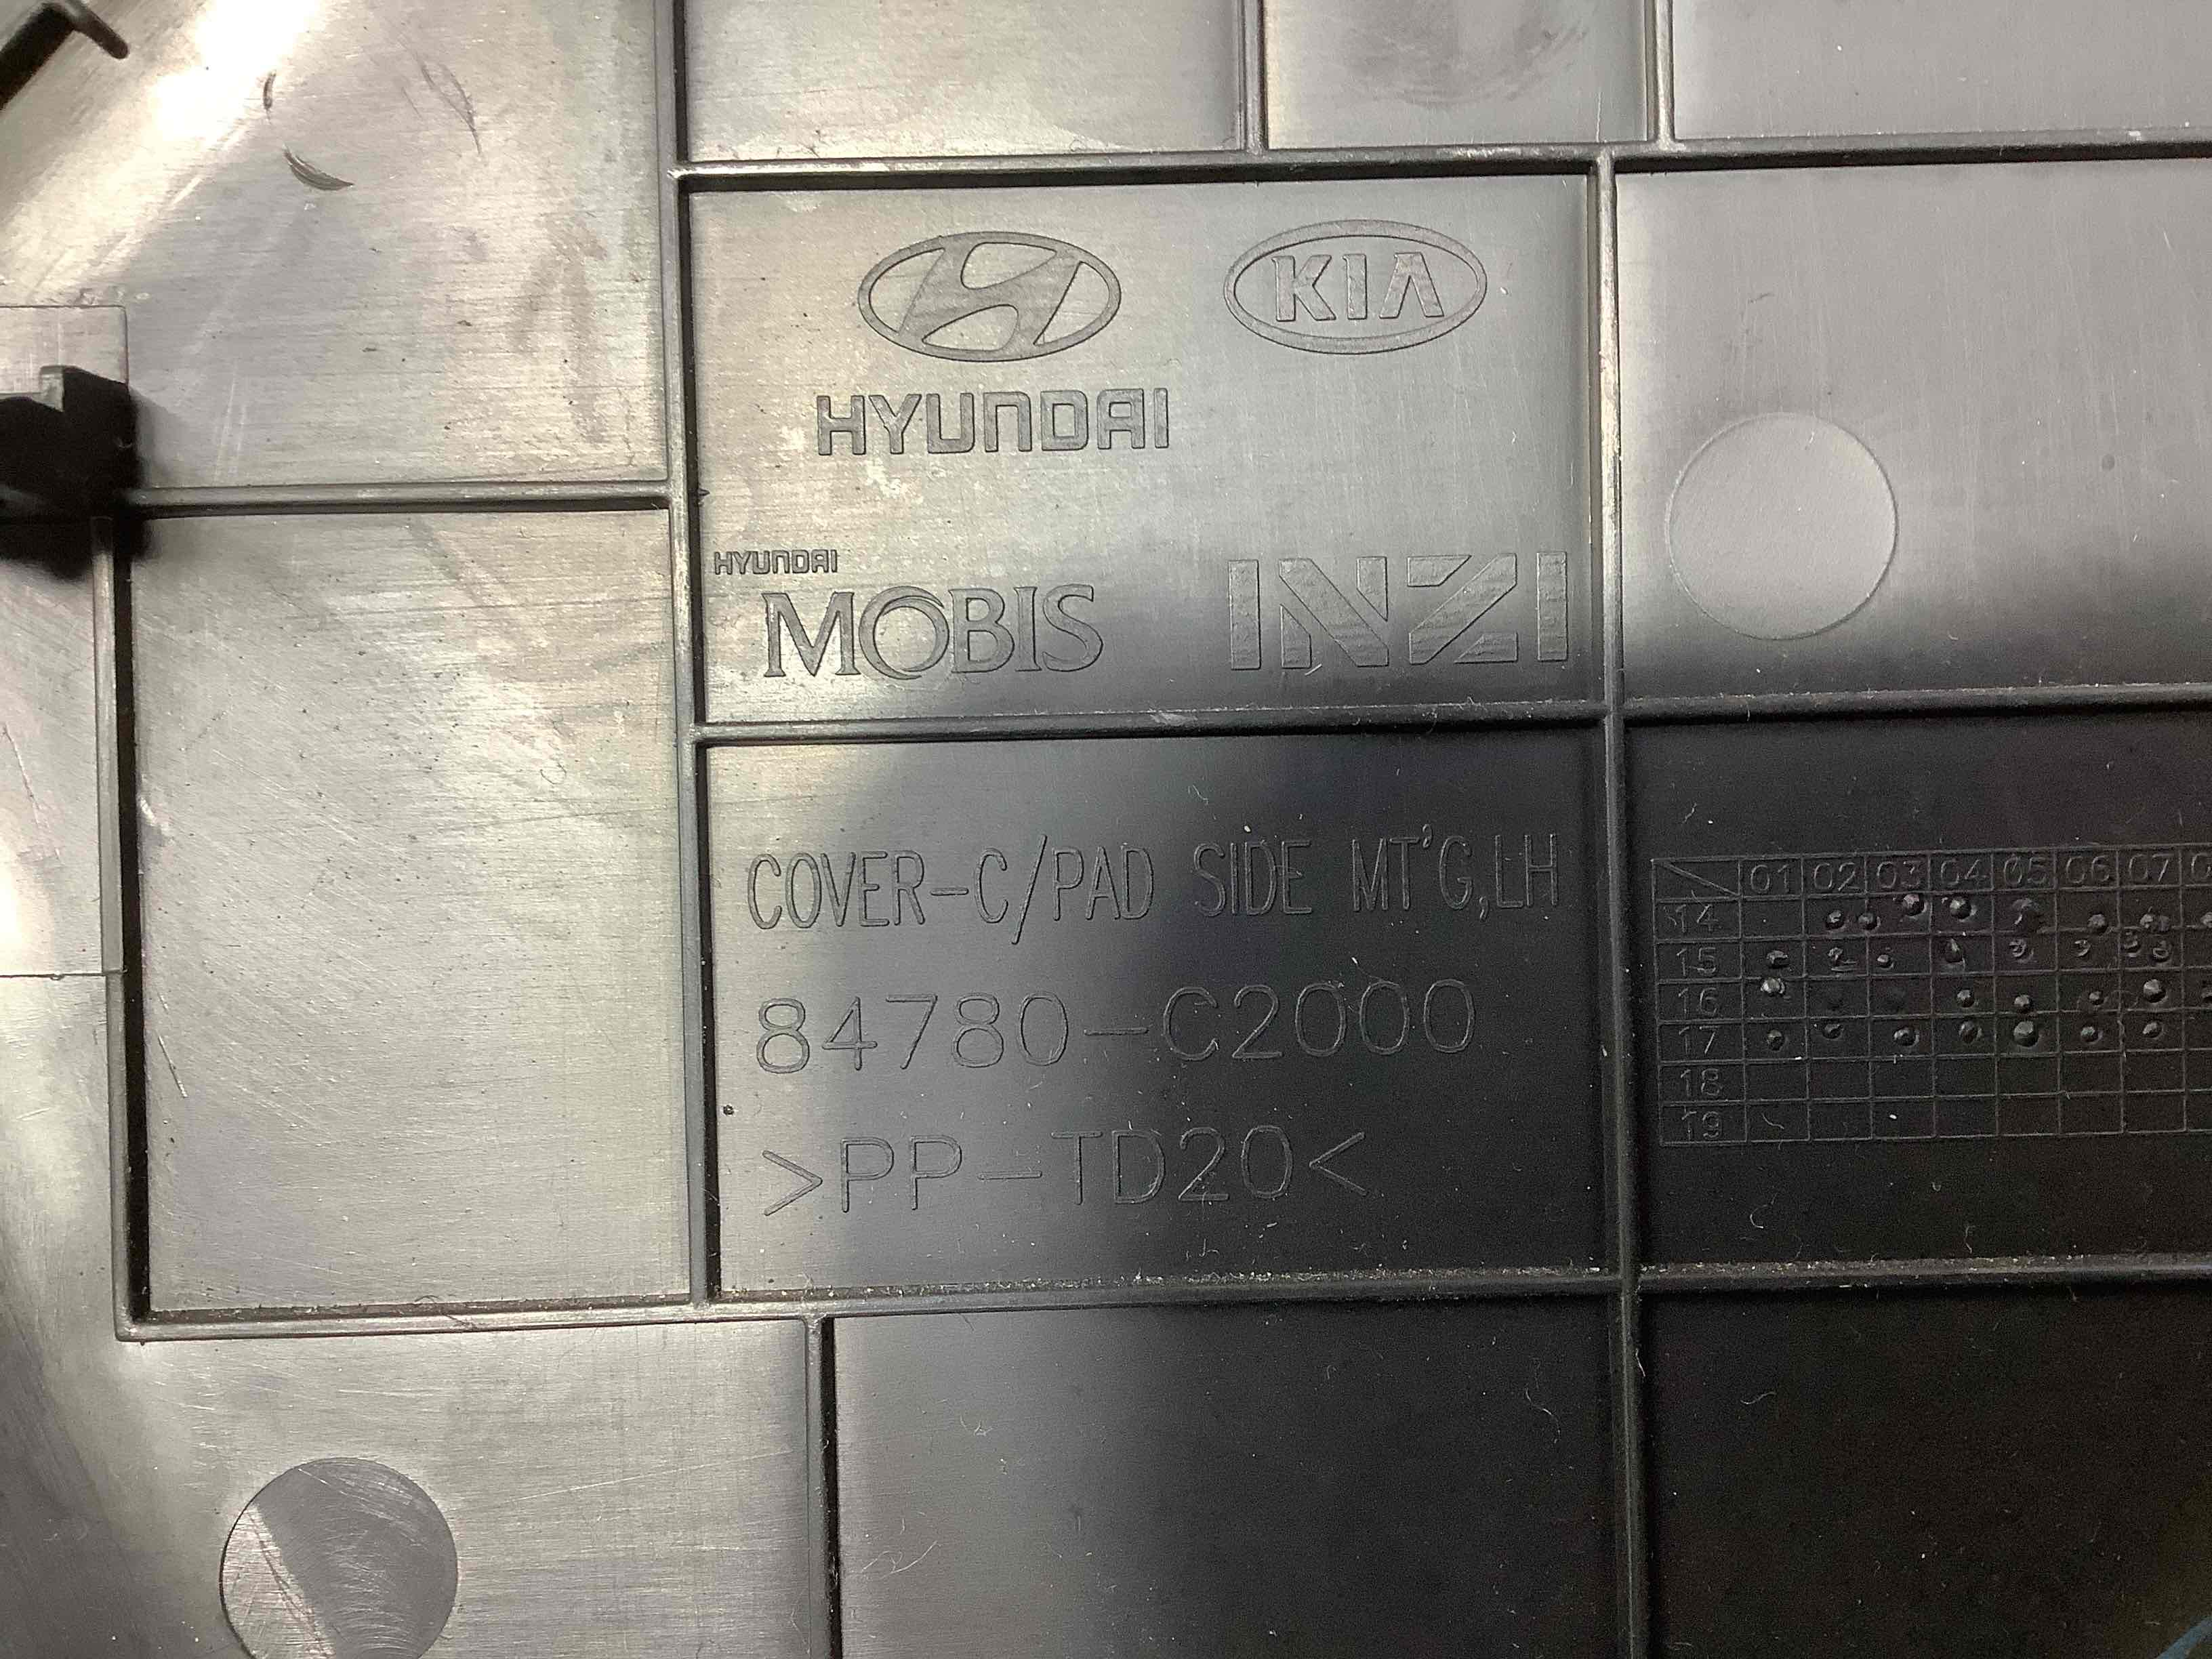 KIA
HYUNDAI
HYUNDAI
MOBIS INZI
COVER-C/PAD SIDE MT'G,LH
84780-C2000
>PP-TD20<
01 02 03 04 05 06 07
14
15
16
17
18
19